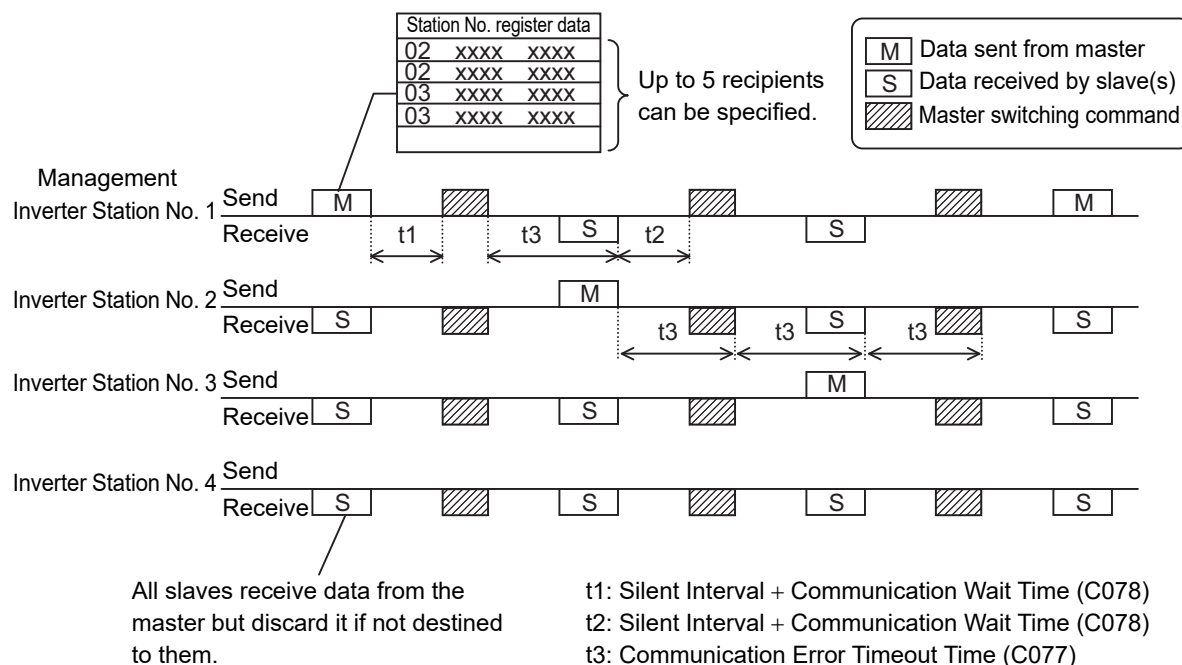 Station No. register data
02 xxxx xxxx
02 xxxx xxxx
03 xxxx xxxx
03 xxxx xxxx
Up to 5 recipients
can be specified.
M Data sent from master
S Data received by slave(s)
Master switching command
Management
Inverter Station No. 1
Send
M M
Receive
t1 t3 S t2 S
Inverter Station No. 2
Send
M
Receive
S S S
t3 t3 t3
Inverter Station No. 3
Send
M
Receive
S S S
Inverter Station No. 4
Send
Receive
S S S S
All slaves receive data from the
master but discard it if not destined
to them.
t1: Silent Interval + Communication Wait Time (C078)
t2: Silent Interval + Communication Wait Time (C078)
t3: Communication Error Timeout Time (C077)